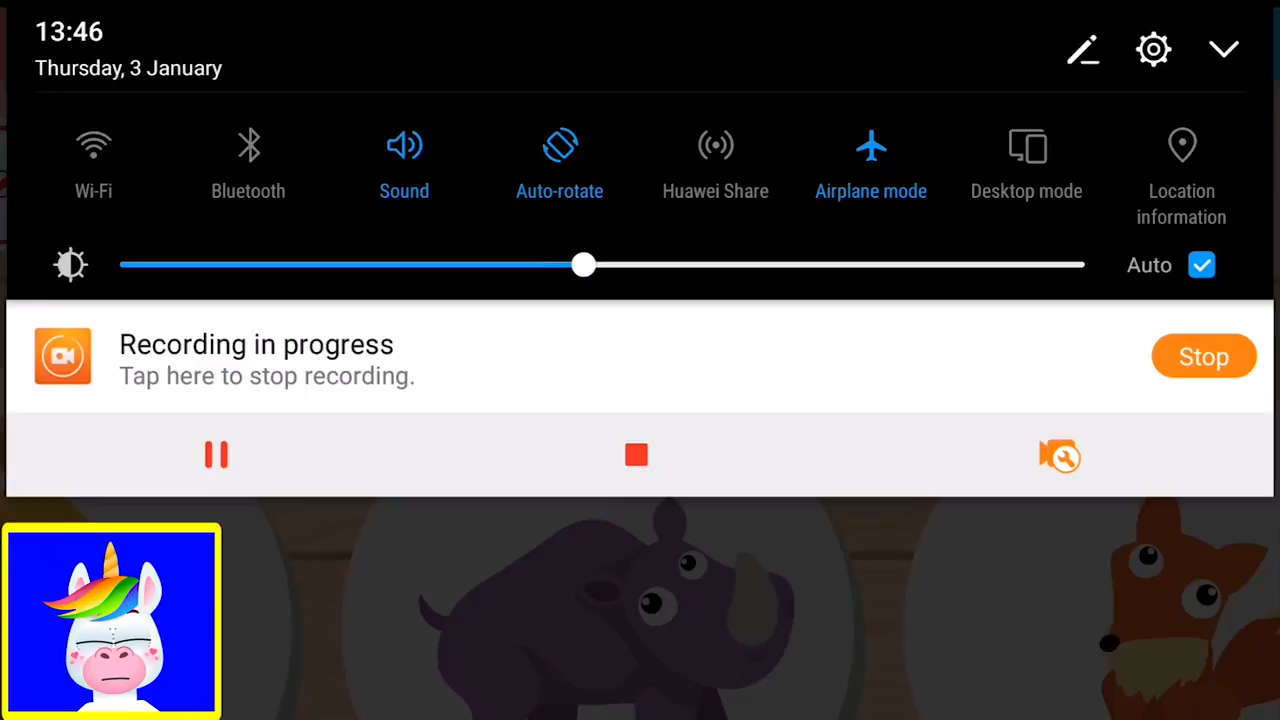 13:46
Thursday, 3 January
Wi-Fi
Bluetooth
Sound
Auto-rotate
Huawei Share
Airplane mode
Desktop mode
Location
information
Auto
Recording in progress
Tap here to stop recording.
Stop